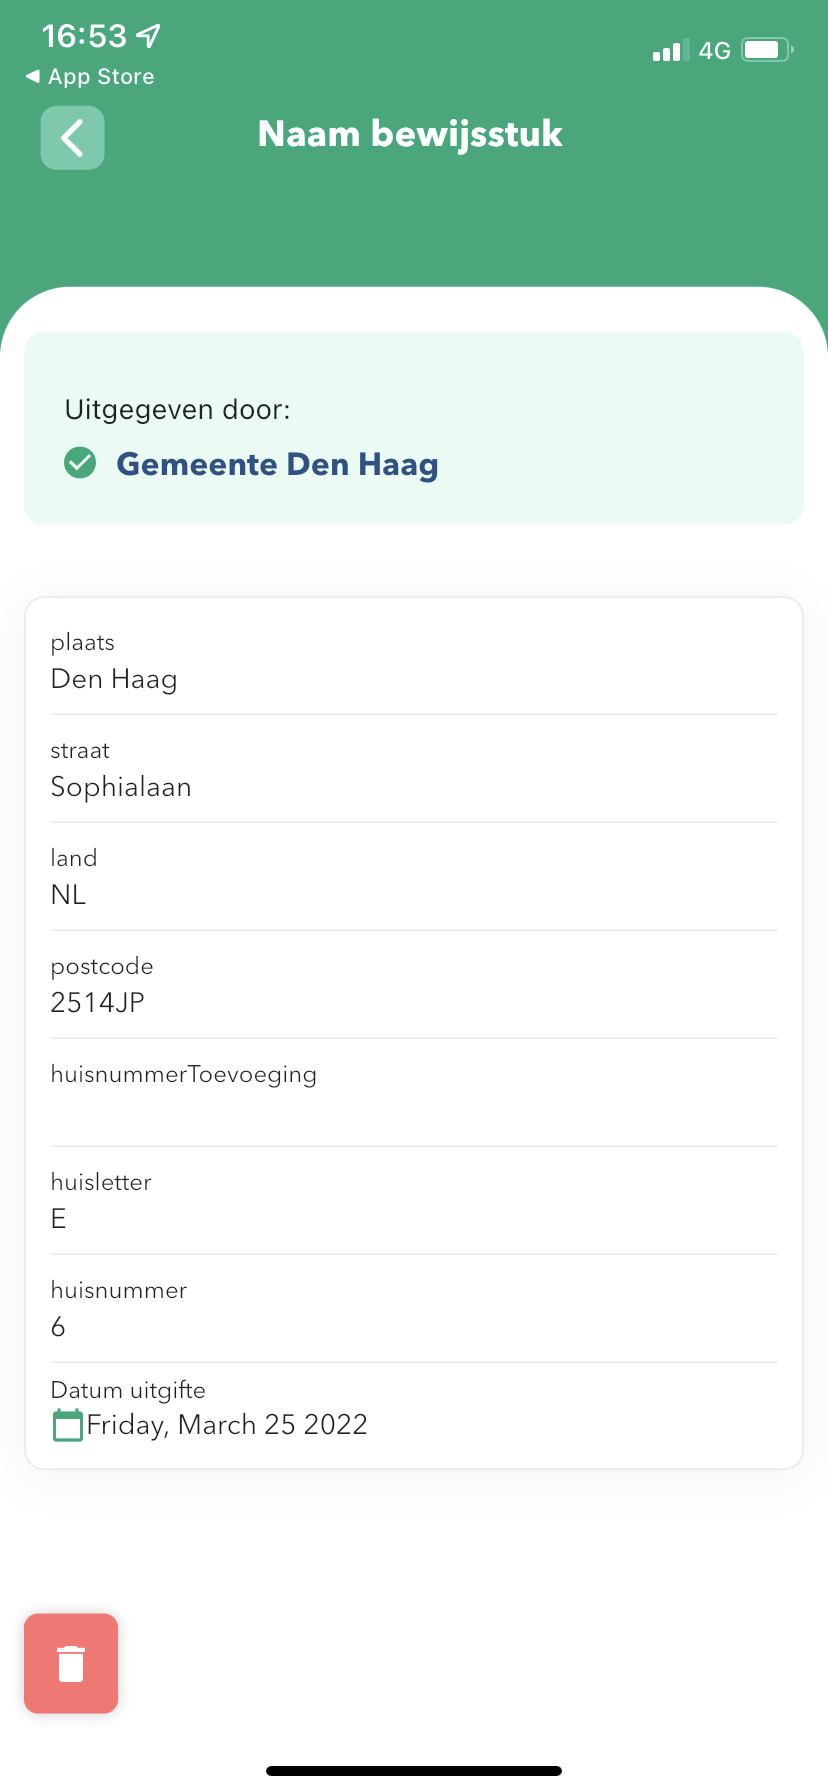 16:53
4G
App Store
Naam bewijsstuk
Uitgegeven door:
Gemeente Den Haag
plaats
Den Haag
straat
Sophialaan
land
NL
postcode
2514JP
huisnummerToevoeging
huisletter
E
huisnummer
6
Datum uitgifte
Friday, March 25 2022